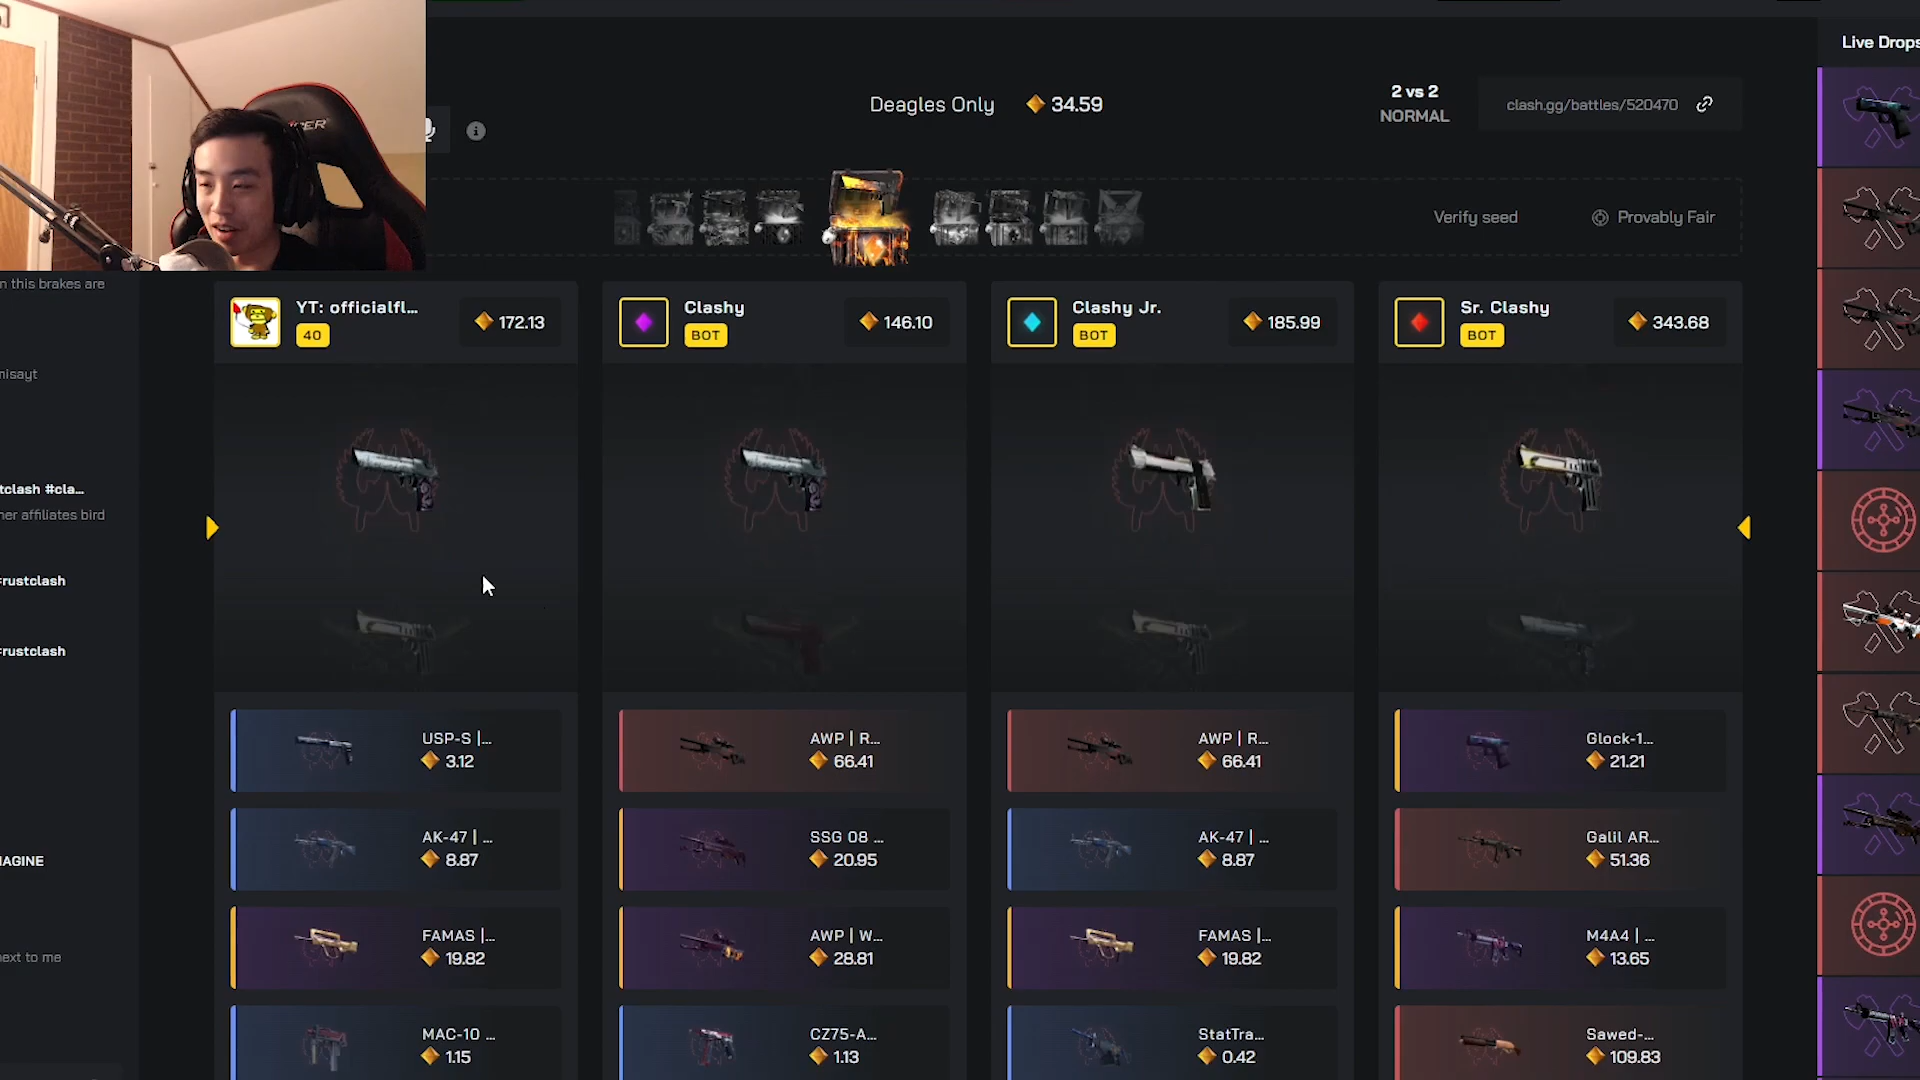 Live Drops
Deagles Only 34.59
2 vs 2
NORMAL
clash.gg/battles/520470
Verify seed
Provably Fair
n this brakes are
misayt
tclash #cla...
her affiliates bird
#rustclash
#rustclash
MAGINE
next to me
YT: officialfl...
40
172.13
Clashy
BOT
146.10
Clashy Jr.
BOT
185.99
Sr. Clashy
BOT
343.68
USP-S |...
3.12
AWP | R...
66.41
AWP | R...
66.41
Glock-1...
21.21
AK-47 | ...
8.87
SSG 08 ...
20.95
AK-47 | ...
8.87
Galil AR...
51.36
FAMAS |...
19.82
AWP | W...
28.81
FAMAS |...
19.82
M4A4 | ...
13.65
MAC-10 ...
1.15
CZ75-A...
1.13
StatTra...
0.42
Sawed-...
109.83